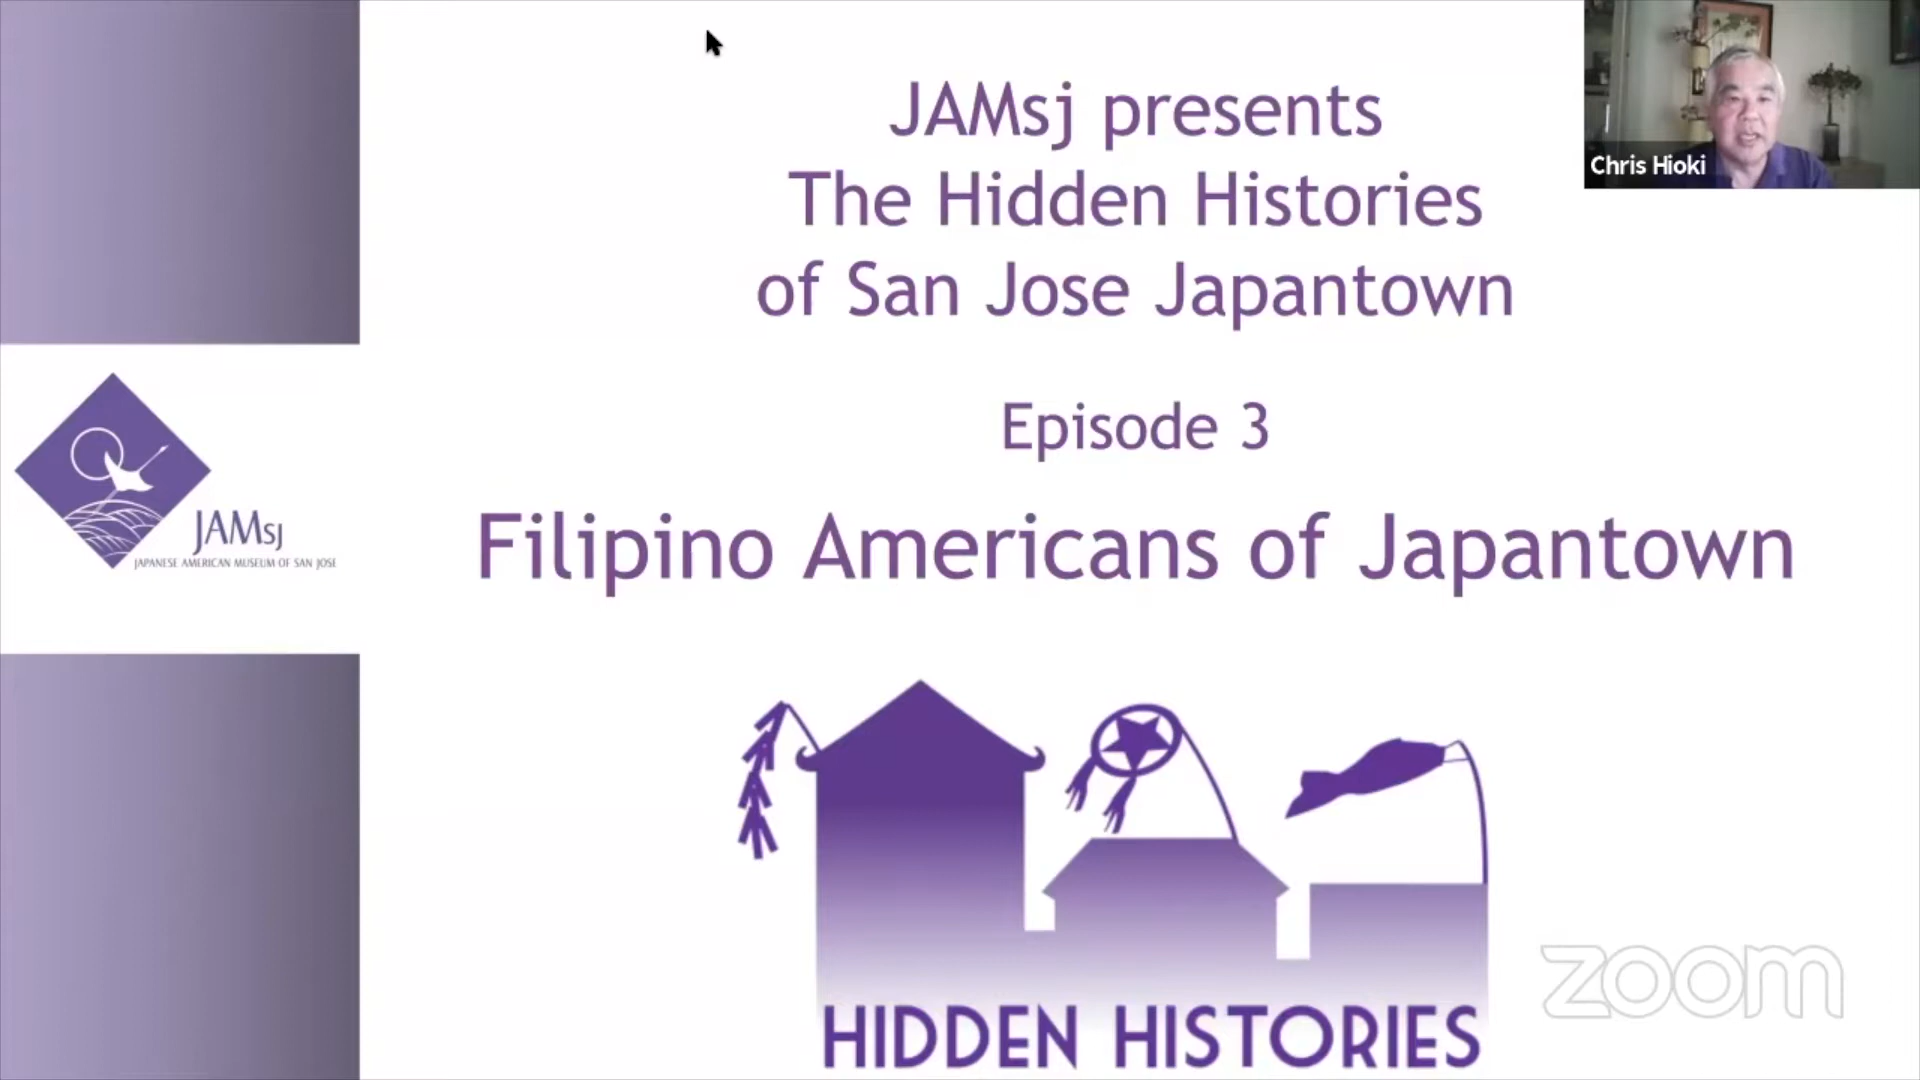 JAMsj presents
The Hidden Histories
of San Jose Japantown
Chris Hioki
Episode 3
Filipino Americans of Japantown
JAMsj
JAPANESE AMERICAN MUSEUM OF SAN JOSE
zoom
HIDDEN HISTORIES